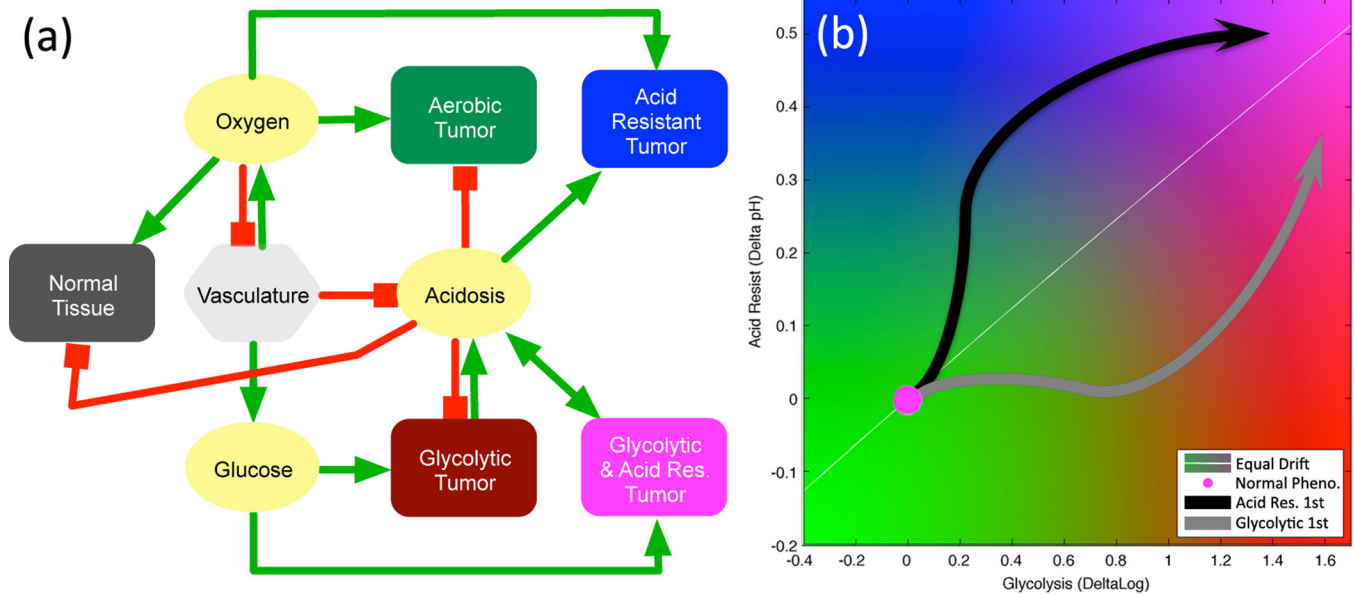 (a)
Oxygen
Aerobic
Tumor
Acid
Resistant
Tumor
Normal
Tissue
Vasculature
Acidosis
Glucose
Glycolytic
Tumor
Glycolytic
& Acid Res.
Tumor
(b)
0.5
0.4
0.3
0.2
0.1
0
-0.1
-0.2
Acid Resist (Delta pH)
-0.4
-0.2
0
0.2
0.4
0.6
0.8
1
1.2
1.4
1.6
Glycolysis (DeltaLog)
Equal Drift
Normal Pheno.
Acid Res. 1st
Glycolytic 1st